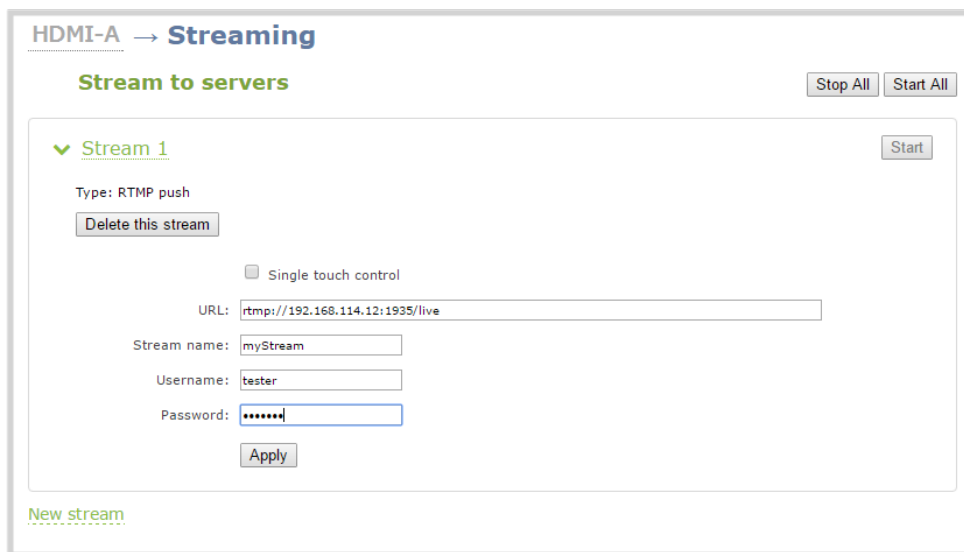 HDMI-A → Streaming
Stream to servers
Stop All Start All
Stream 1
Start
Type: RTMP push
Delete this stream
Single touch control
URL: rtmp://192.168.114.12:1935/live
Stream name: myStream
Username: tester
Password: •••••••
Apply
New stream